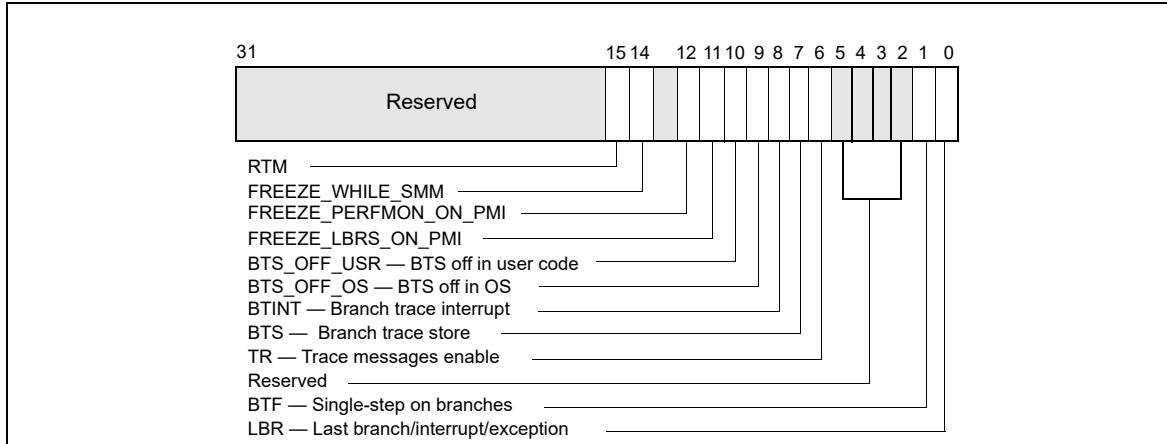 31 15 14 12 11 10 9 8 7 6 5 4 3 2 1 0
Reserved
RTM
FREEZE_WHILE_SMM
FREEZE_PERFMON_ON_PMI
FREEZE_LBRS_ON_PMI
BTS_OFF_USR — BTS off in user code
BTS_OFF_OS — BTS off in OS
BTINT — Branch trace interrupt
BTS — Branch trace store
TR — Trace messages enable
Reserved
BTF — Single-step on branches
LBR — Last branch/interrupt/exception